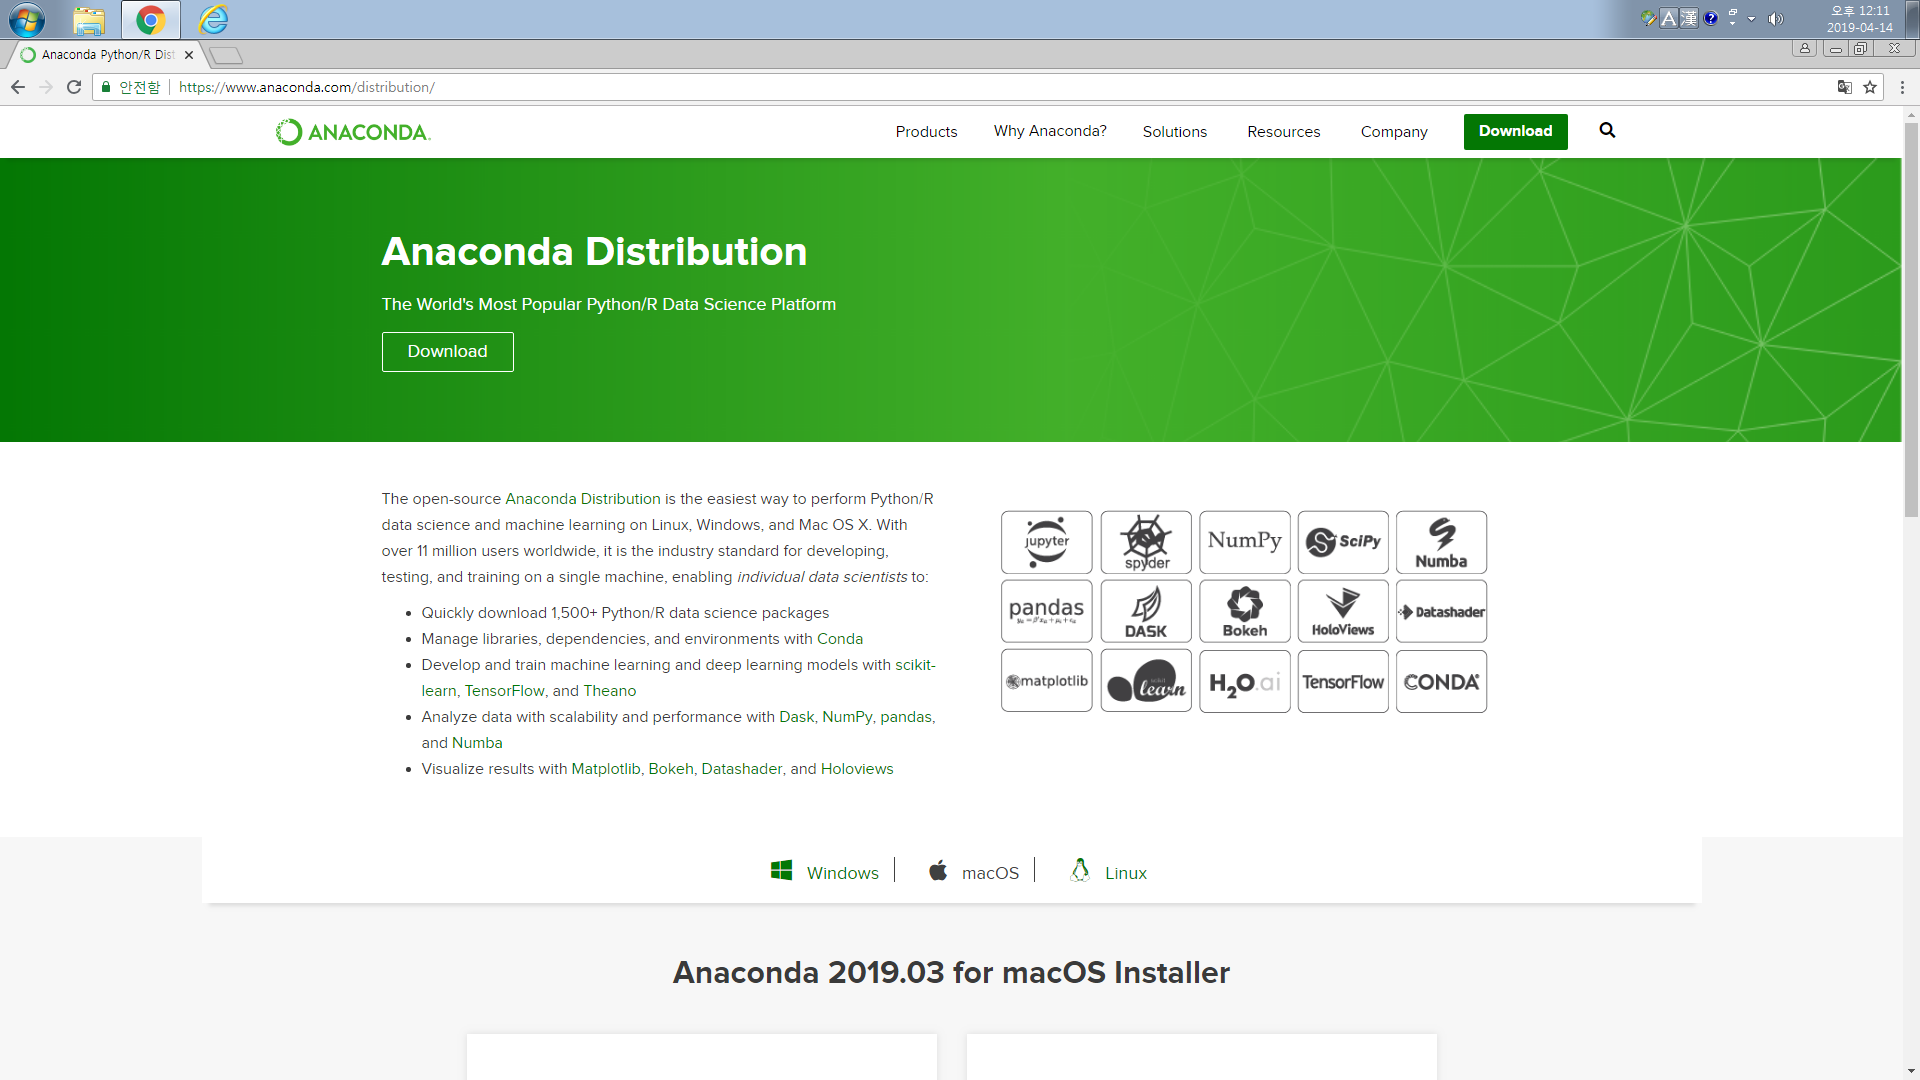 오후 12:11
A 漢
2019-04-14
Anaconda Python/R Dist
안전함 https://www.anaconda.com/distribution/
ANACONDA.
Products Why Anaconda? Solutions Resources Company Download
Anaconda Distribution
The World's Most Popular Python/R Data Science Platform
Download
The open-source Anaconda Distribution is the easiest way to perform Python/R
data science and machine learning on Linux, Windows, and Mac OS X. With
over 11 million users worldwide, it is the industry standard for developing,
testing, and training on a single machine, enabling individual data scientists to:
Quickly download 1,500+ Python/R data science packages
Manage libraries, dependencies, and environments with Conda
Develop and train machine learning and deep learning models with scikit-
learn, TensorFlow, and Theano
Analyze data with scalability and performance with Dask, NumPy, pandas,
and Numba
Visualize results with Matplotlib, Bokeh, Datashader, and Holoviews
jupyter spyder NumPy SciPy Numba
pandas DASK Bokeh HoloViews Datashader
matplotlib scikit learn H2O.ai TensorFlow CONDA
Windows macOS Linux
Anaconda 2019.03 for macOS Installer